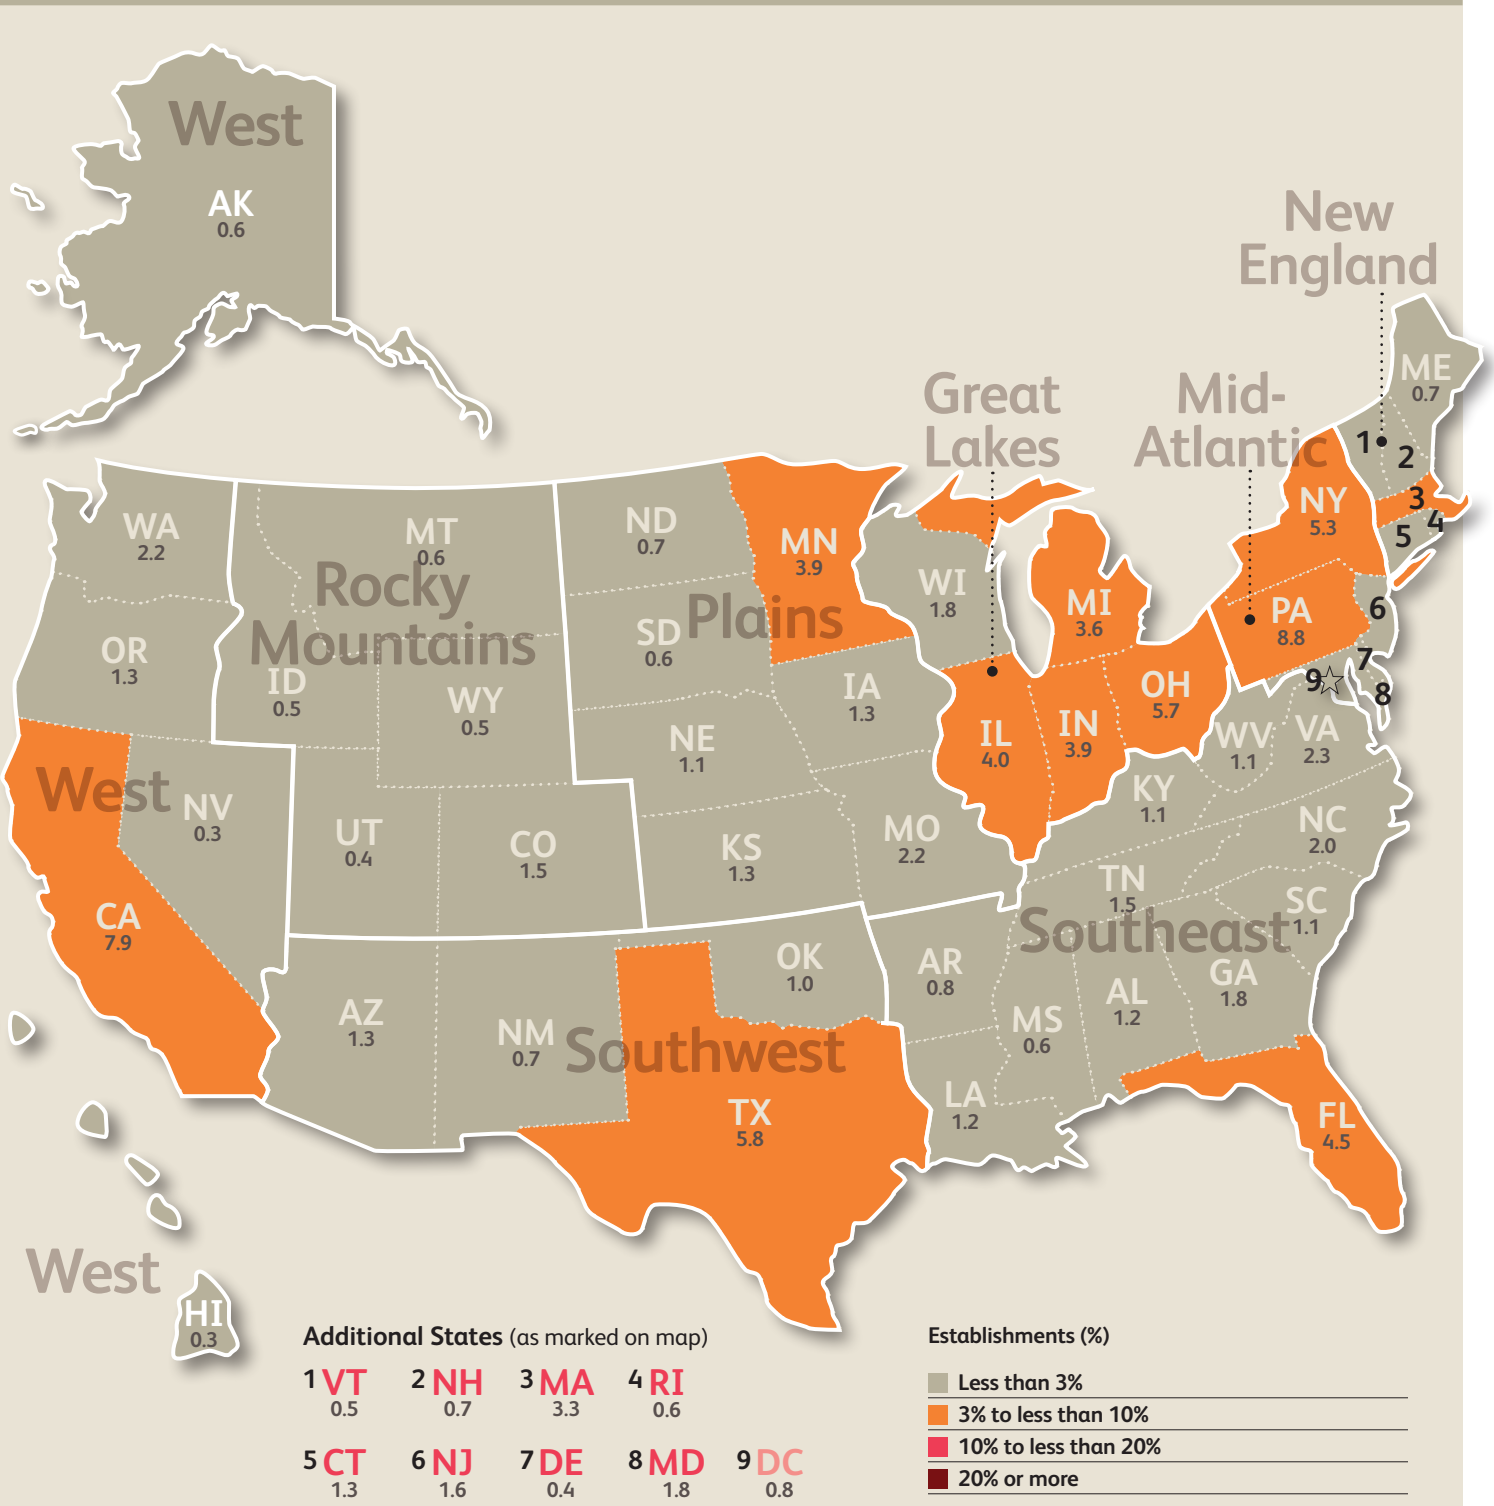 West
AK
0.6
New
England
ME
0.7
Great
Lakes
Mid-
Atlantic
1
2
3
4
5
NY
5.3
WA
2.2
MT
0.6
ND
0.7
MN
3.9
WI
1.8
MI
3.6
PA
8.8
6
7
8
9
Rocky
Mountains
Plains
OR
1.3
ID
0.5
WY
0.5
SD
0.6
IA
1.3
NE
1.1
IL
4.0
IN
3.9
OH
5.7
WV
1.1
VA
2.3
West
NV
0.3
UT
0.4
CO
1.5
KS
1.3
MO
2.2
KY
1.1
NC
2.0
TN
1.5
SC
1.1
Southeast
CA
7.9
AZ
1.3
NM
0.7
OK
1.0
AR
0.8
MS
0.6
AL
1.2
GA
1.8
Southwest
TX
5.8
LA
1.2
FL
4.5
West
HI
0.3
Additional States (as marked on map)
1 VT 2 NH 3 MA 4 RI
0.5 0.7 3.3 0.6
5 CT 6 NJ 7 DE 8 MD 9 DC
1.3 1.6 0.4 1.8 0.8
Establishments (%)
Less than 3%
3% to less than 10%
10% to less than 20%
20% or more